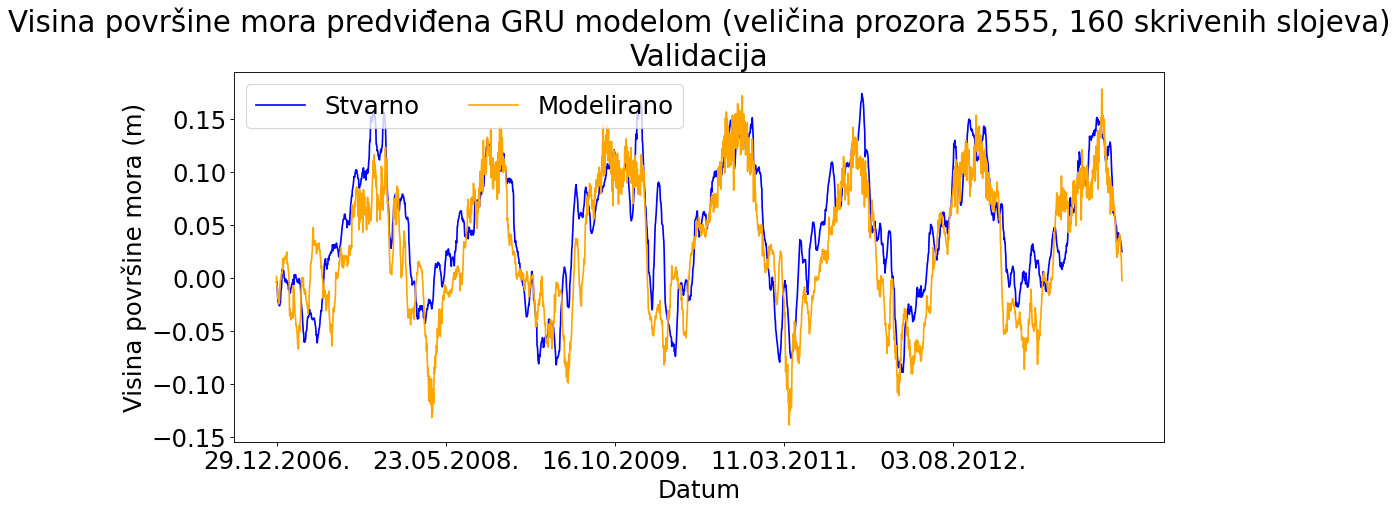 Visina površine mora predviđena GRU modelom (veličina prozora 2555, 160 skrivenih slojeva)
Validacija
Stvarno
Modelirano
Visina površine mora (m)
0.15
0.10
0.05
0.00
−0.05
−0.10
−0.15
29.12.2006.
23.05.2008.
16.10.2009.
11.03.2011.
03.08.2012.
Datum